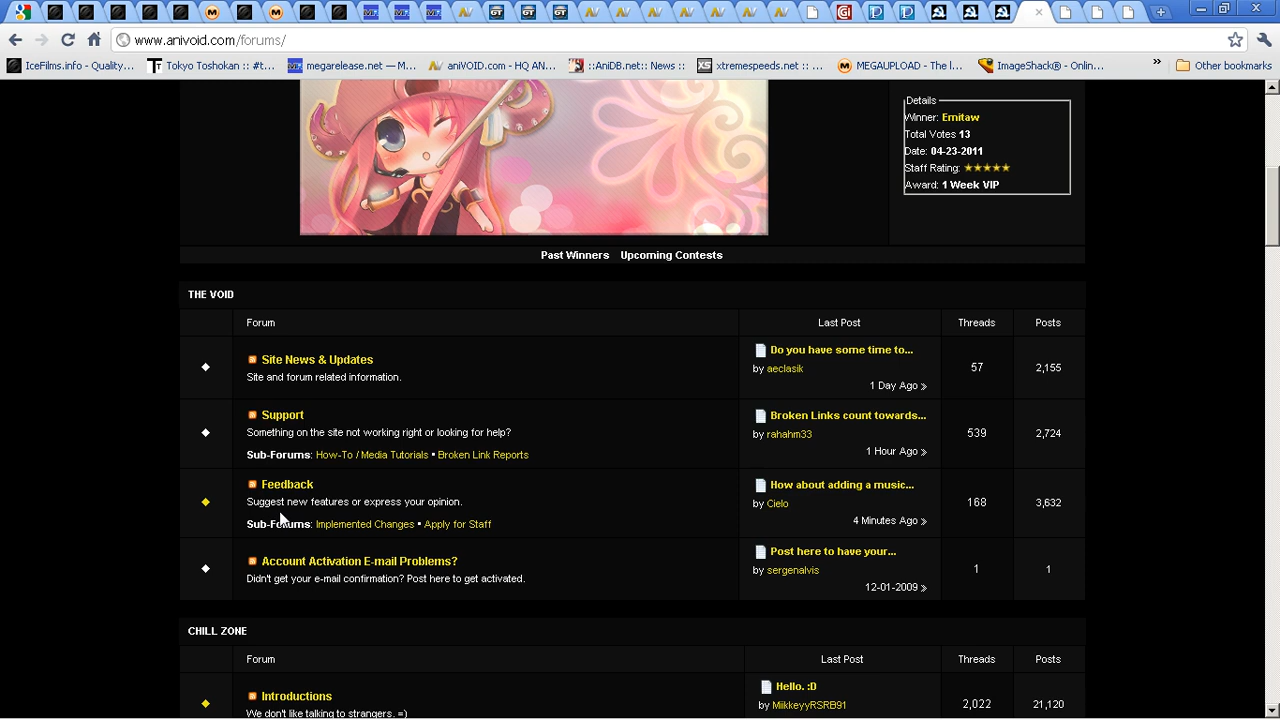 www.anivoid.com/forums/
IceFilms.info - Quality...
Tokyo Toshokan :: #t...
megarelease.net — M...
aniVOID.com - HQ AN...
::AniDB.net:: News ::
xtremespeeds.net :: ...
MEGAUPLOAD - The l...
ImageShack® - Onlin...
Other bookmarks
Details
Winner: Ernitaw
Total Votes 13
Date: 04-23-2011
Staff Rating: ★★★★★
Award: 1 Week VIP
Past Winners Upcoming Contests
THE VOID
Forum Last Post Threads Posts
Site News & Updates
Site and forum related information.
Do you have some time to...
by aeclasik
1 Day Ago
57
2,155
Support
Something on the site not working right or looking for help?
Sub-Forums: How-To / Media Tutorials • Broken Link Reports
Broken Links count towards...
by rahahm33
1 Hour Ago
539
2,724
Feedback
Suggest new features or express your opinion.
Sub-Forums: Implemented Changes • Apply for Staff
How about adding a music...
by Cielo
4 Minutes Ago
168
3,632
Account Activation E-mail Problems?
Didn't get your e-mail confirmation? Post here to get activated.
Post here to have your...
by sergenalvis
12-01-2009
1
1
CHILL ZONE
Forum Last Post Threads Posts
Introductions
We don't like talking to strangers. =)
Hello. :D
by MiikkeyyRSRB91
2,022
21,120